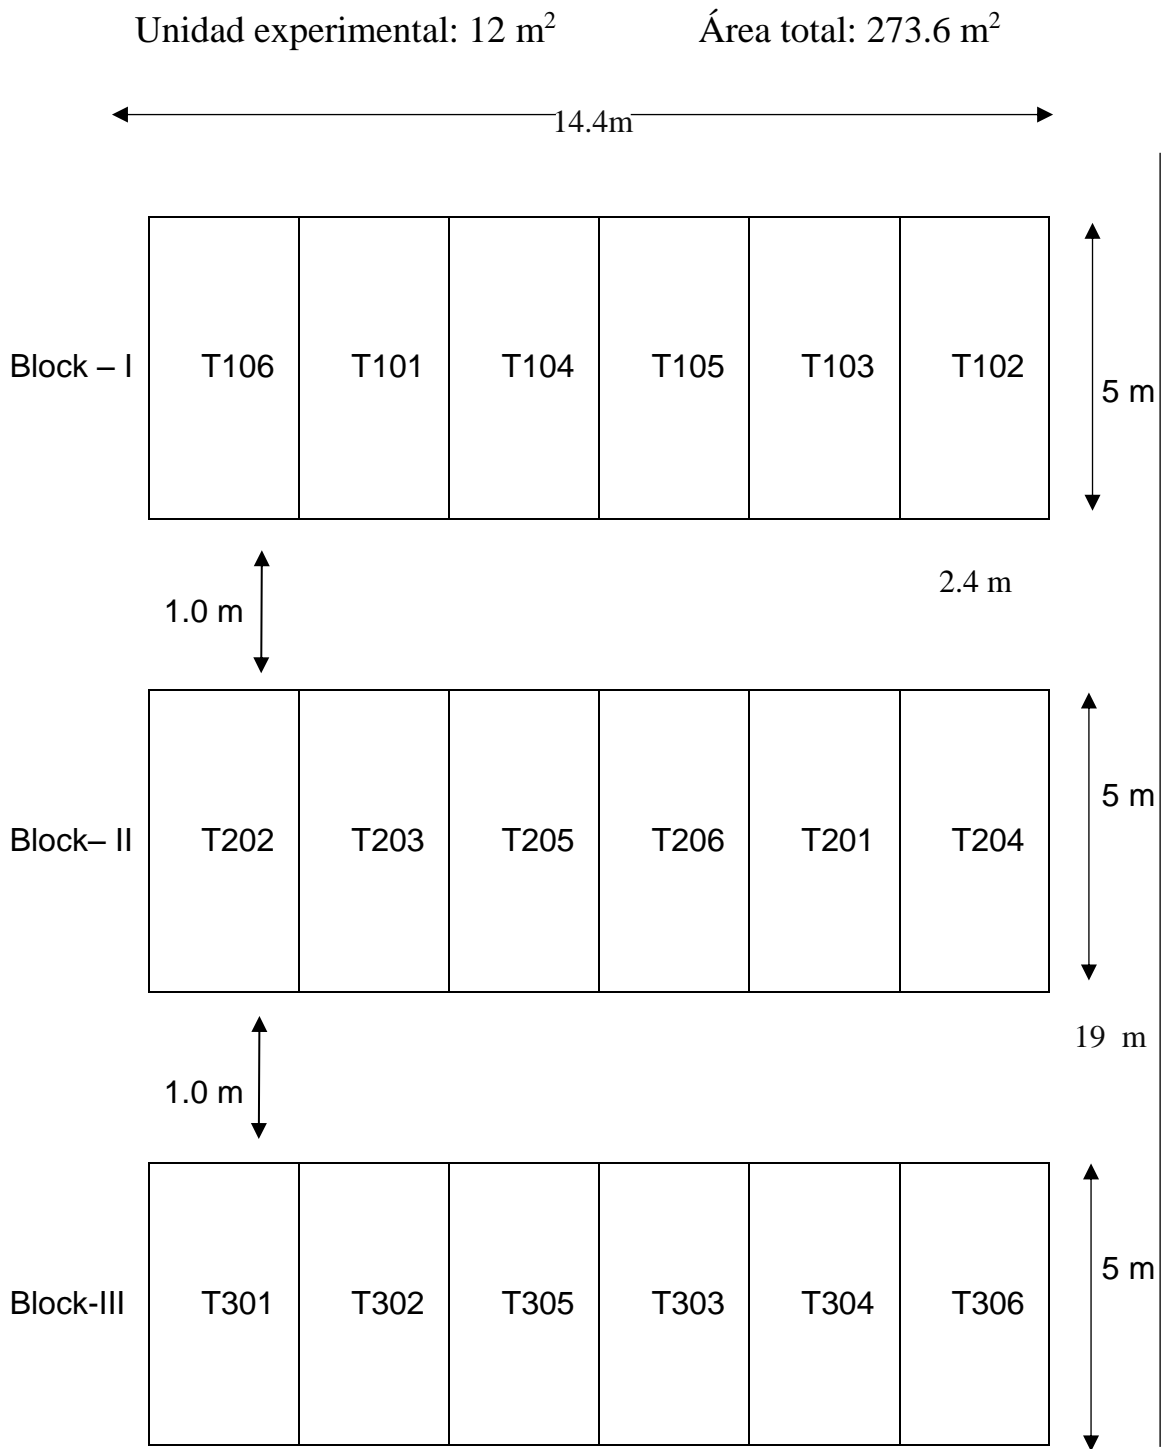 Unidad experimental: 12 m² Área total: 273.6 m²
14.4m
Block – I T106 T101 T104 T105 T103 T102 5 m
2.4 m
1.0 m
5 m
Block– II T202 T203 T205 T206 T201 T204
19 m
1.0 m
5 m
Block-III T301 T302 T305 T303 T304 T306